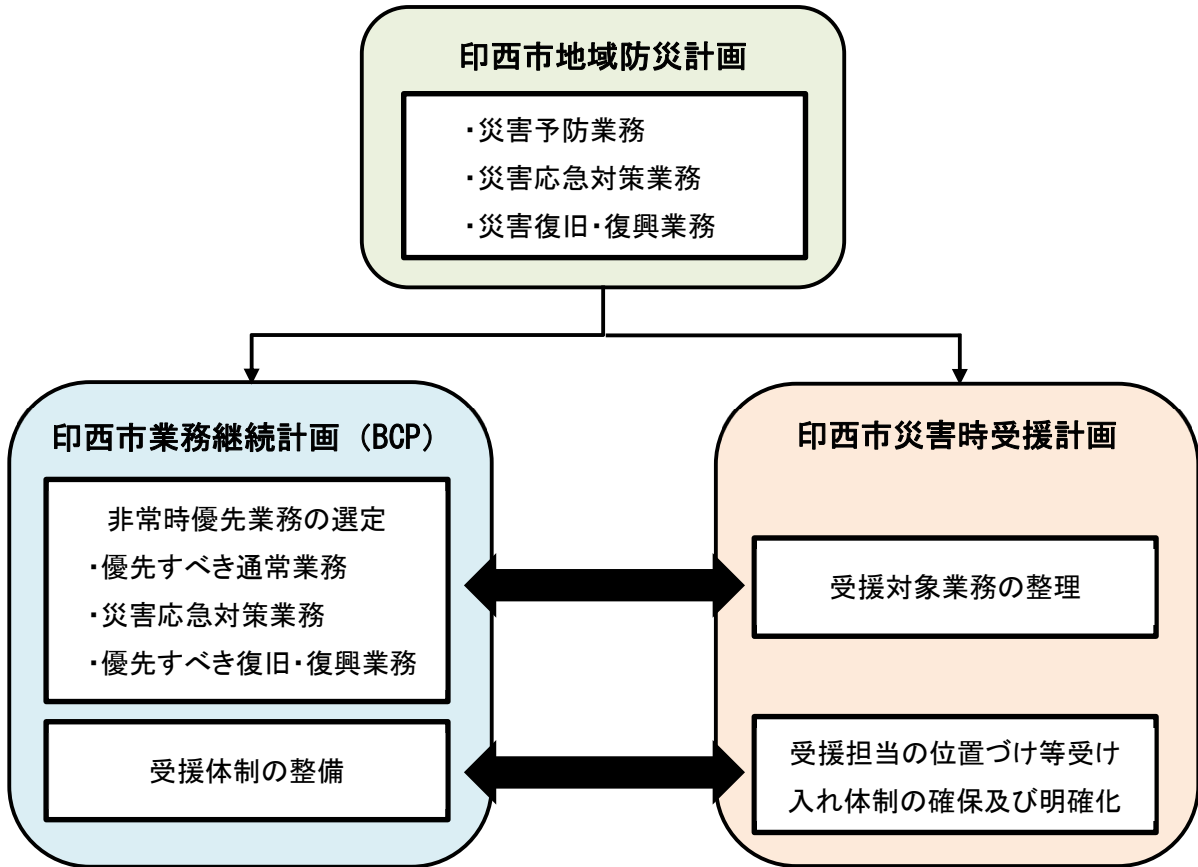 印西市地域防災計画
・災害予防業務
・災害応急対策業務
・災害復旧・復興業務
印西市業務継続計画（BCP）
非常時優先業務の選定
・優先すべき通常業務
・災害応急対策業務
・優先すべき復旧・復興業務
受援体制の整備
印西市災害時受援計画
受援対象業務の整理
受援担当の位置づけ等受け
入れ体制の確保及び明確化